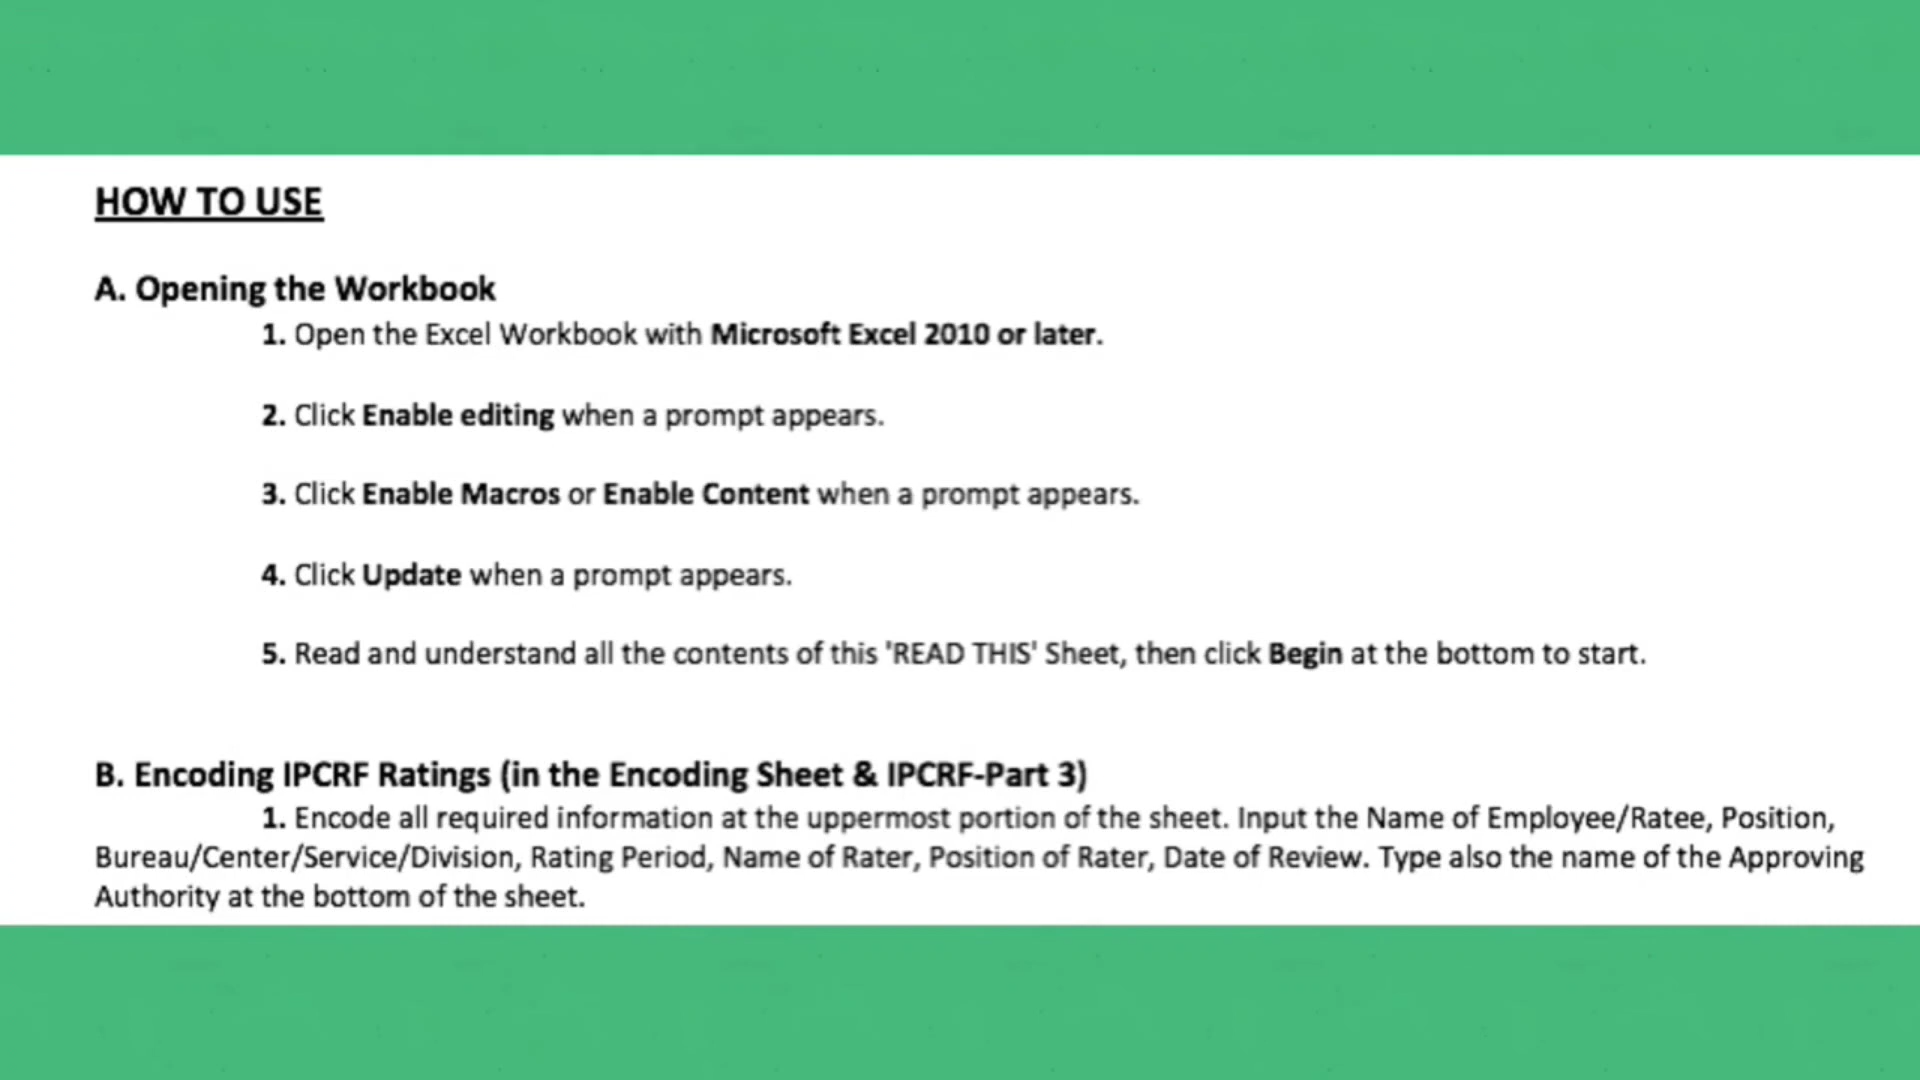 HOW TO USE
A. Opening the Workbook
1. Open the Excel Workbook with Microsoft Excel 2010 or later.
2. Click Enable editing when a prompt appears.
3. Click Enable Macros or Enable Content when a prompt appears.
4. Click Update when a prompt appears.
5. Read and understand all the contents of this 'READ THIS' Sheet, then click Begin at the bottom to start.
B. Encoding IPCRF Ratings (in the Encoding Sheet & IPCRF-Part 3)
1. Encode all required information at the uppermost portion of the sheet. Input the Name of Employee/Ratee, Position,
Bureau/Center/Service/Division, Rating Period, Name of Rater, Position of Rater, Date of Review. Type also the name of the Approving
Authority at the bottom of the sheet.